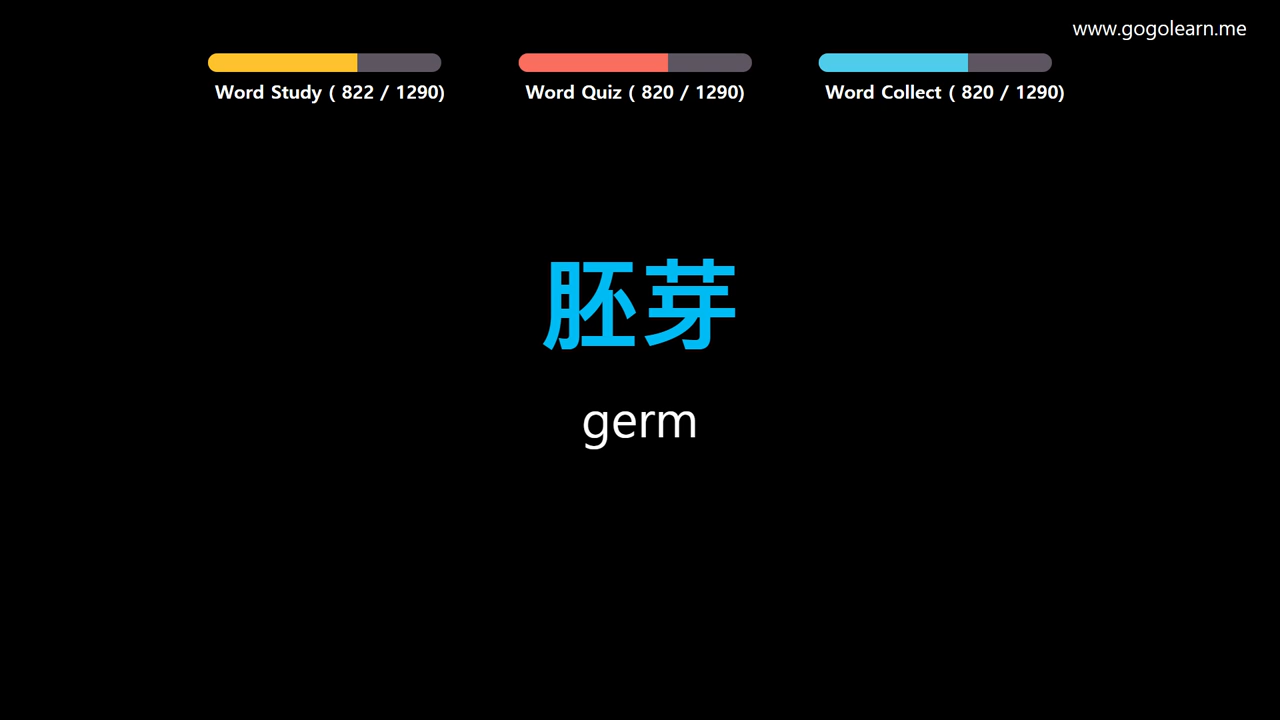 www.gogolearn.me
Word Study ( 822 / 1290)
Word Quiz ( 820 / 1290)
Word Collect ( 820 / 1290)
胚芽
germ